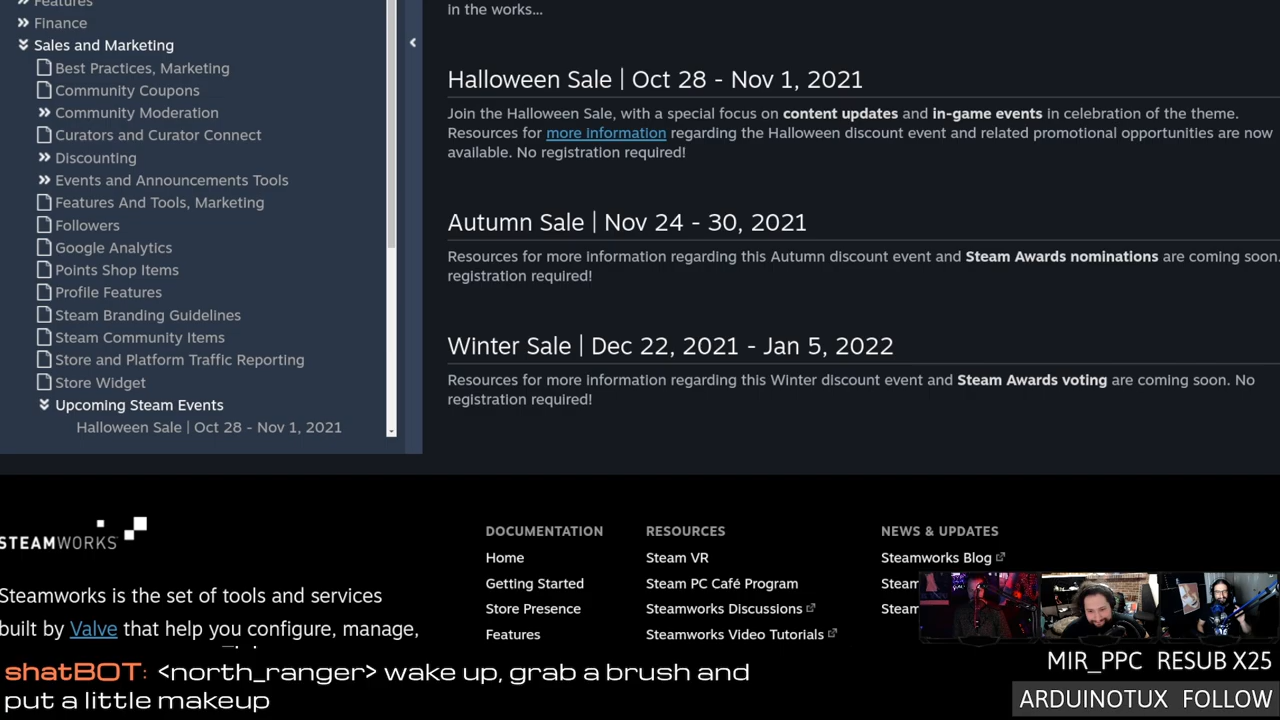 Features
Finance
Sales and Marketing
Best Practices, Marketing
Community Coupons
Community Moderation
Curators and Curator Connect
Discounting
Events and Announcements Tools
Features And Tools, Marketing
Followers
Google Analytics
Points Shop Items
Profile Features
Steam Branding Guidelines
Steam Community Items
Store and Platform Traffic Reporting
Store Widget
Upcoming Steam Events
Halloween Sale | Oct 28 - Nov 1, 2021
in the works...
Halloween Sale | Oct 28 - Nov 1, 2021
Join the Halloween Sale, with a special focus on content updates and in-game events in celebration of the theme.
Resources for more information regarding the Halloween discount event and related promotional opportunities are now
available. No registration required!
Autumn Sale | Nov 24 - 30, 2021
Resources for more information regarding this Autumn discount event and Steam Awards nominations are coming soon.
registration required!
Winter Sale | Dec 22, 2021 - Jan 5, 2022
Resources for more information regarding this Winter discount event and Steam Awards voting are coming soon. No
registration required!
STEAMWORKS
Steamworks is the set of tools and services
built by Valve that help you configure, manage,
DOCUMENTATION
Home
Getting Started
Store Presence
Features
RESOURCES
Steam VR
Steam PC Café Program
Steamworks Discussions
Steamworks Video Tutorials
NEWS & UPDATES
Steamworks Blog
Steam
Steam
shatBOT: <north_ranger> wake up, grab a brush and
put a little makeup
MIR_PPC RESUB X25
ARDUINOTUX FOLLOW